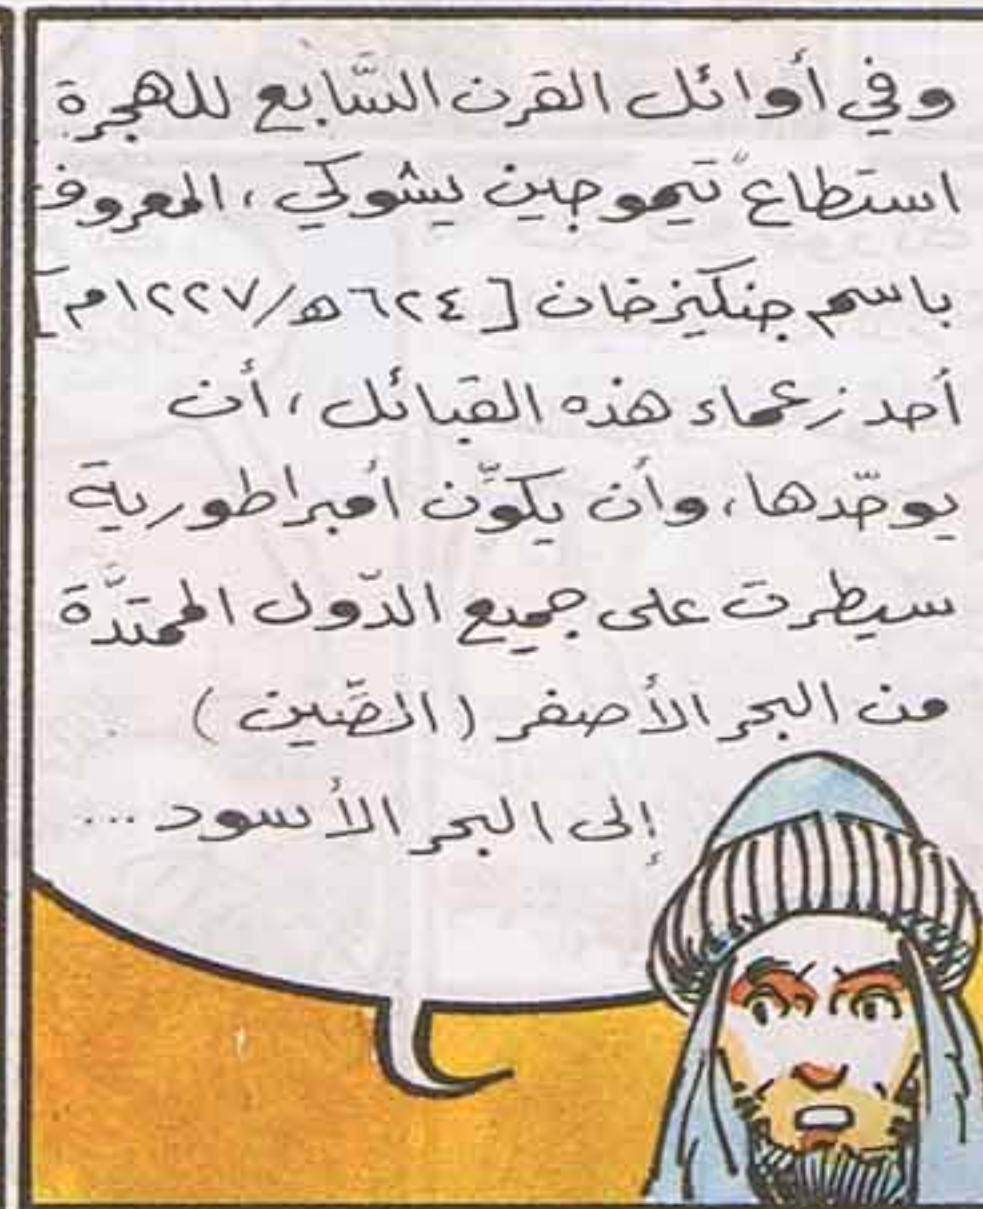 وفي أوائل القرن السّابع للهجرة
استطاع تيموجين يشوكي، المعروف
باسم جنكيزخان [٦٢٤هـ/١٢٢٧م]
أحد زعماء هذه القبائل، أن
يوحّدها، وأن يكوّن أمبراطورية
سيطرت على جميع الدّول الممتدّة
من البحر الأصفر (الصّين)
إلى البحر الأسود...